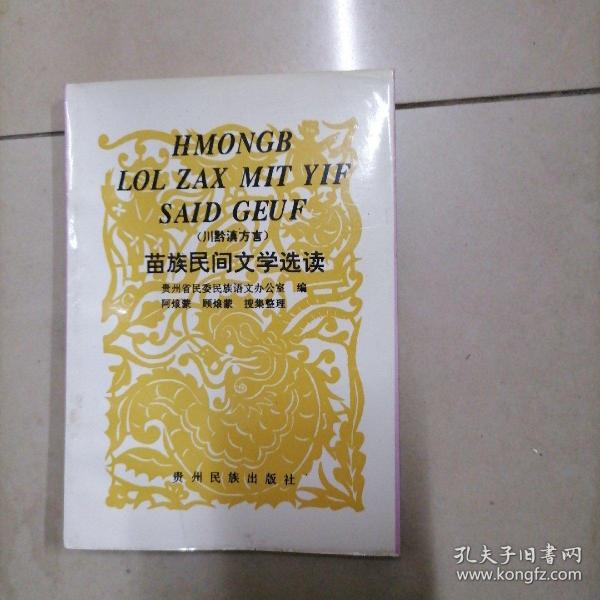 HMONGB
LOL ZAX MIT YIF
SAID GEUF
(川黔滇方言)
苗族民间文学选读
贵州省民委民族语文办公室 编
阿烺蒙 顾烺蒙 搜集整理
贵州民族出版社
孔夫子旧书网
www.kongfz.com